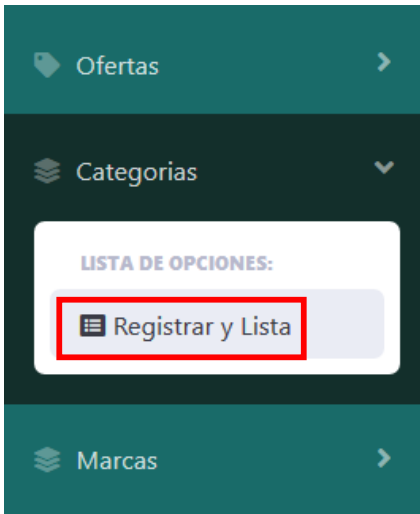 Ofertas
Categorias
LISTA DE OPCIONES:
Registrar y Lista
Marcas